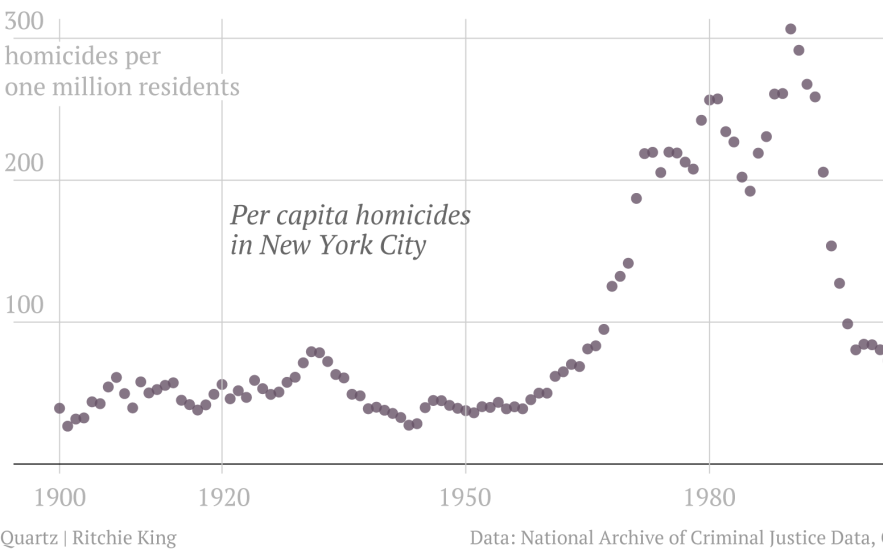 300
homicides per
one million residents
200
Per capita homicides
in New York City
100
1900 1920 1950 1980
Quartz | Ritchie King Data: National Archive of Criminal Justice Data,